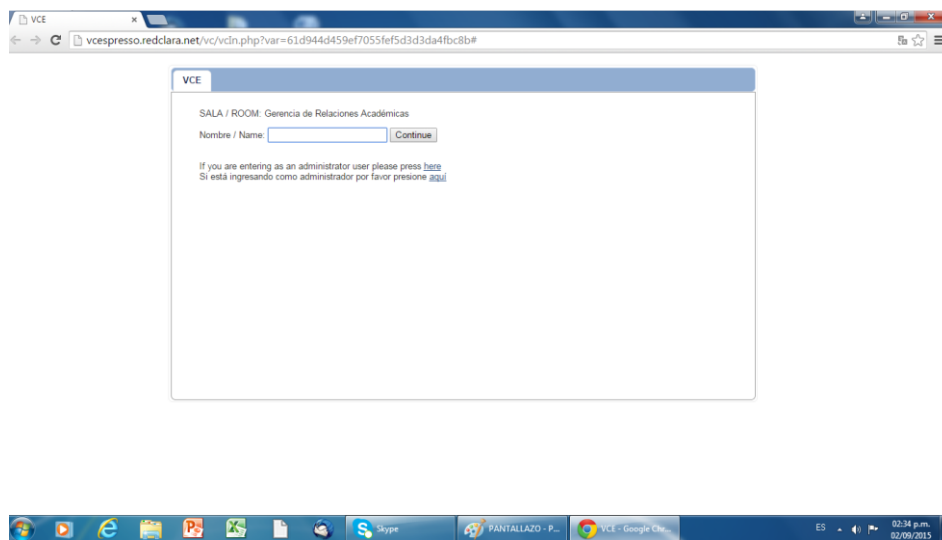 VCE
vcespresso.redclara.net/vc/vcIn.php?var=61d944d459ef7055fef5d3d3da4fbc8b#
VCE
SALA / ROOM: Gerencia de Relaciones Académicas
Nombre / Name: Continue
If you are entering as an administrator user please press here
Si está ingresando como administrador por favor presione aquí
Skype
PANTALLAZO - P...
VCE - Google Chr...
ES
02:34 p.m.
02/09/2015